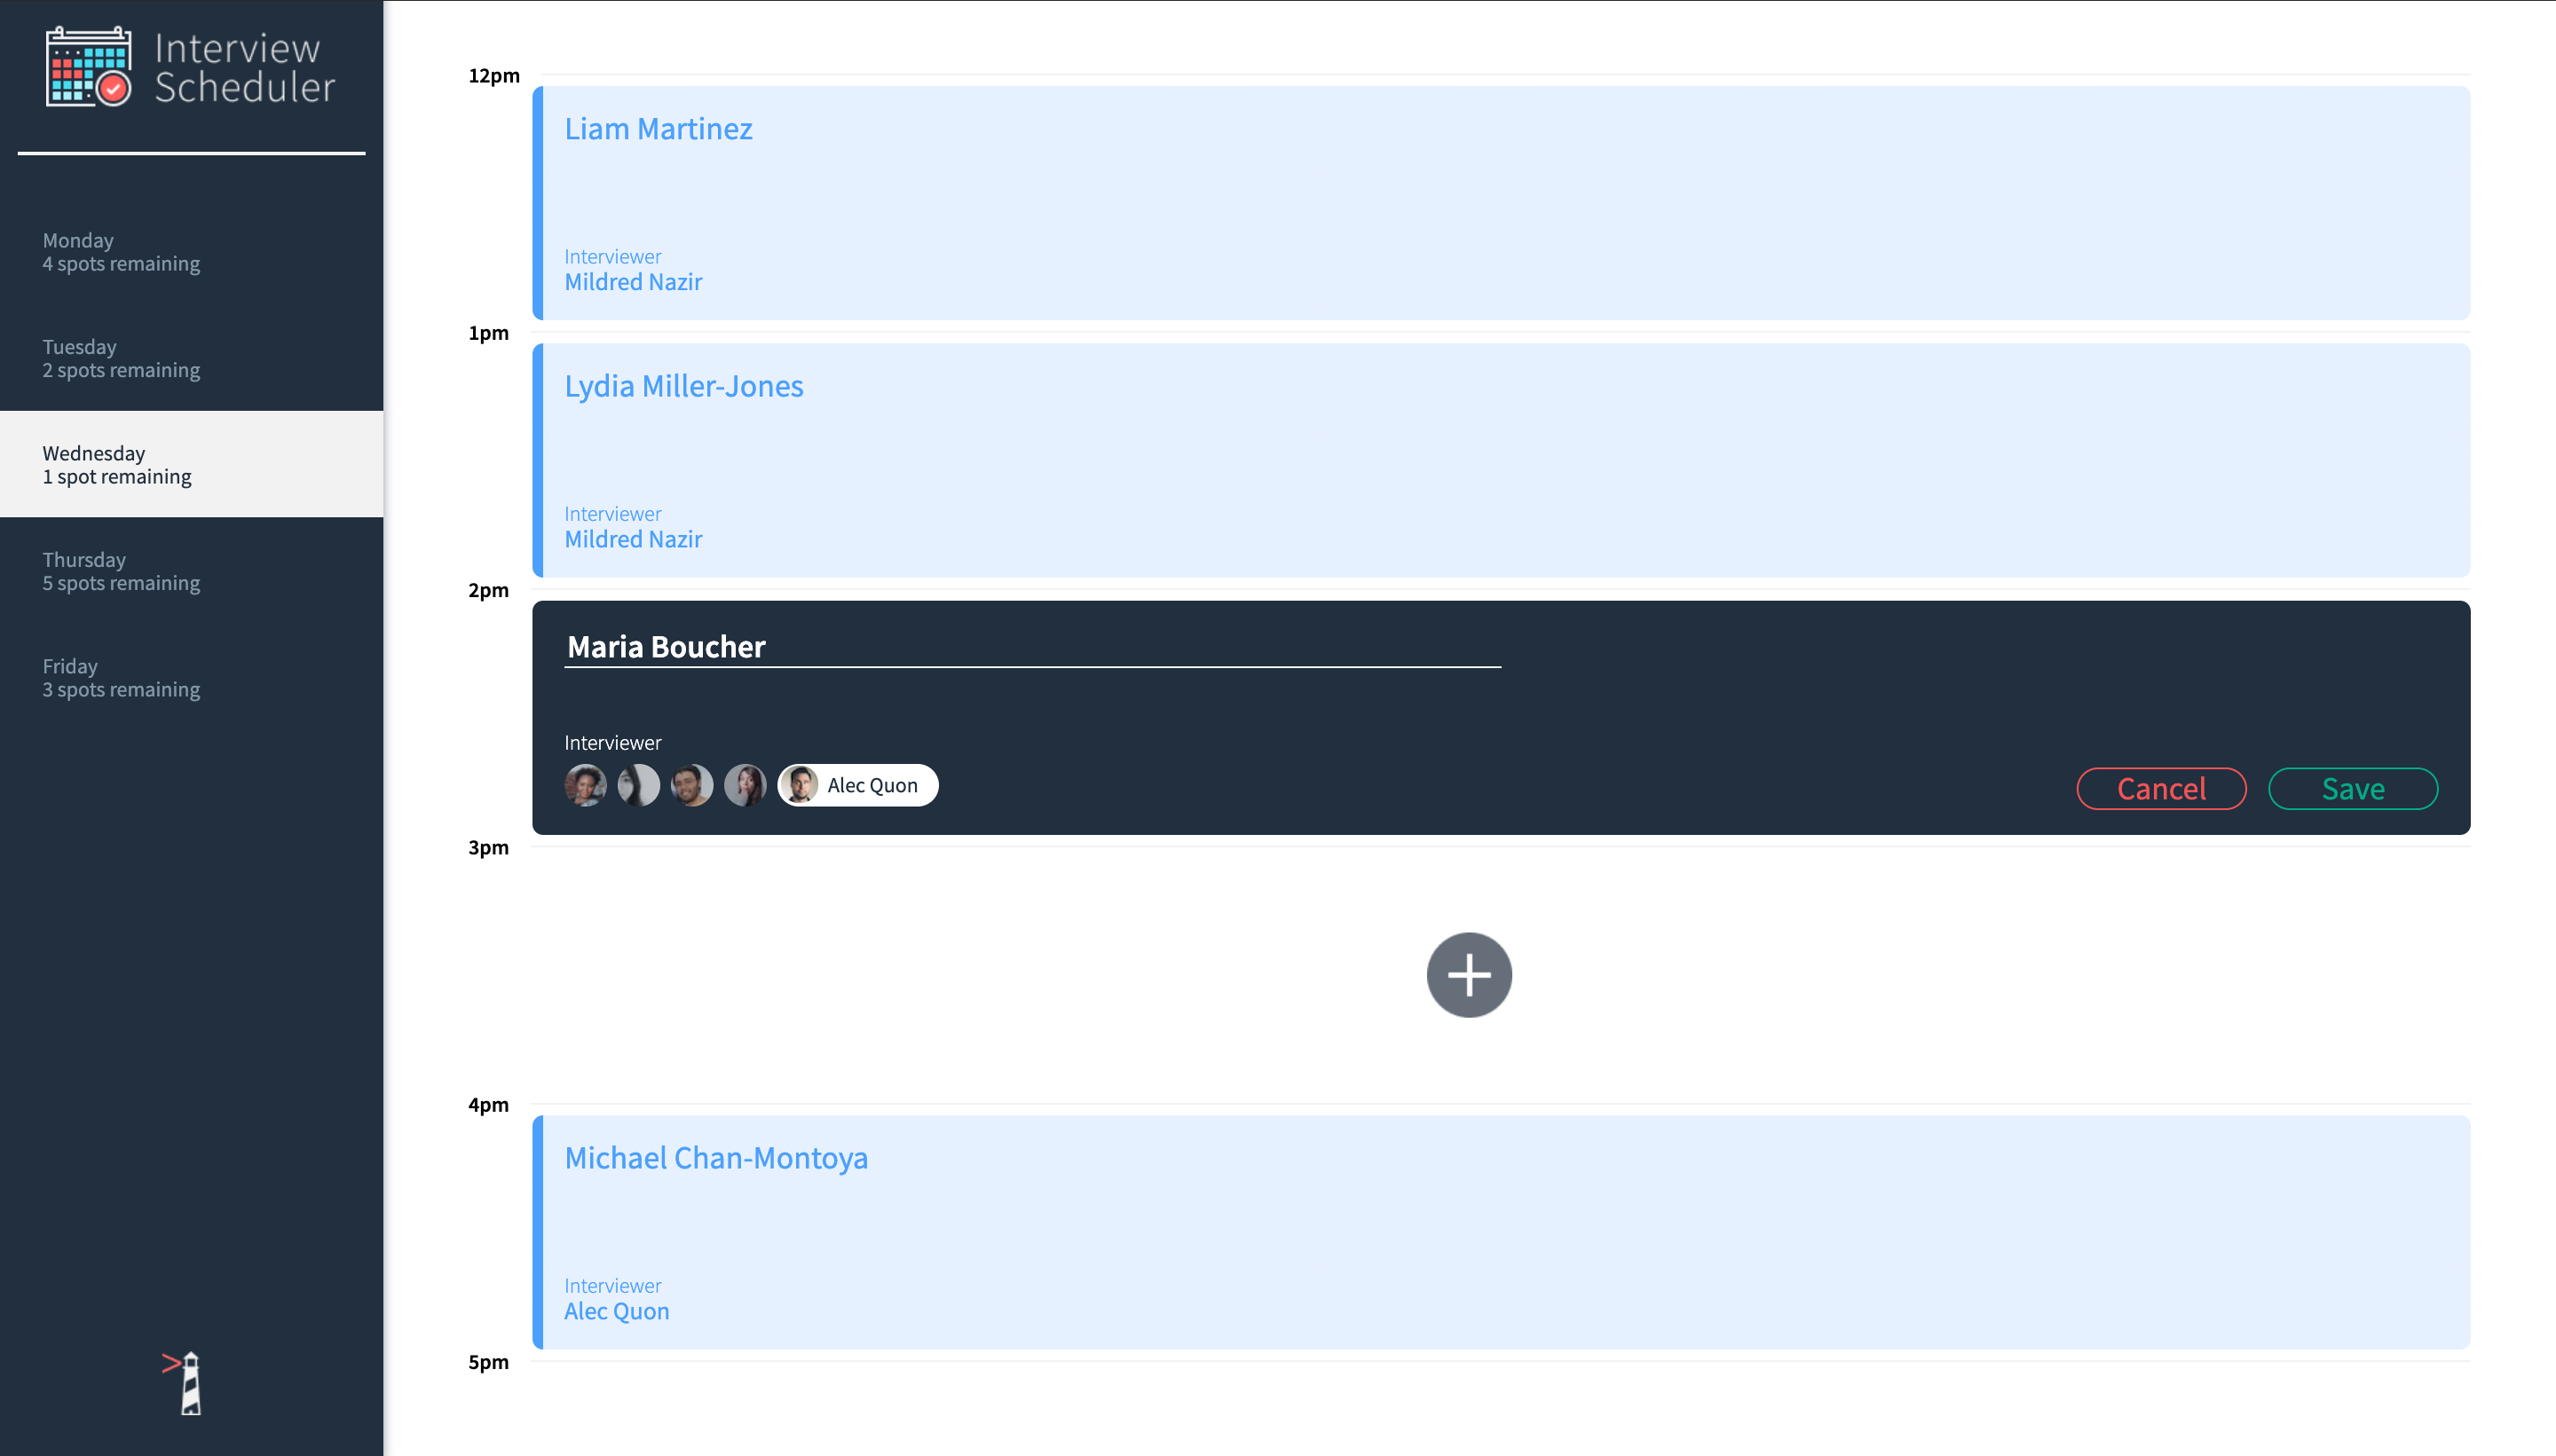 Interview
Scheduler
Monday
4 spots remaining
Tuesday
2 spots remaining
Wednesday
1 spot remaining
Thursday
5 spots remaining
Friday
3 spots remaining
12pm
Liam Martinez
Interviewer
Mildred Nazir
1pm
Lydia Miller-Jones
Interviewer
Mildred Nazir
2pm
Maria Boucher
Interviewer
Alec Quon
Cancel
Save
3pm
4pm
Michael Chan-Montoya
Interviewer
Alec Quon
5pm